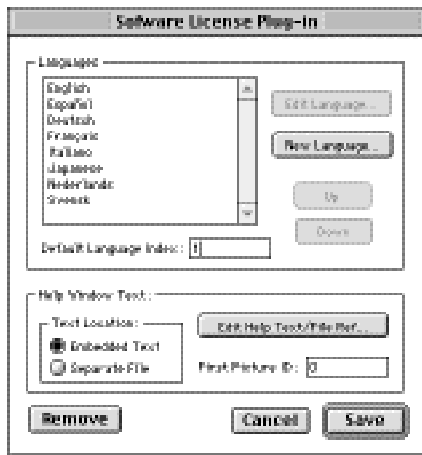 Sofware License Plug-in
Languages
English
Español
Deutsch
Français
Italiano
Japanese
Nederlands
Svensk
Edit Language...
New Language...
Up
Down
Default Language Index: 1
Help Window Text:
Text Location:
Embedded Text
Separate File
Edit Help Text/File Ref...
First Picture ID: 0
Remove
Cancel
Save